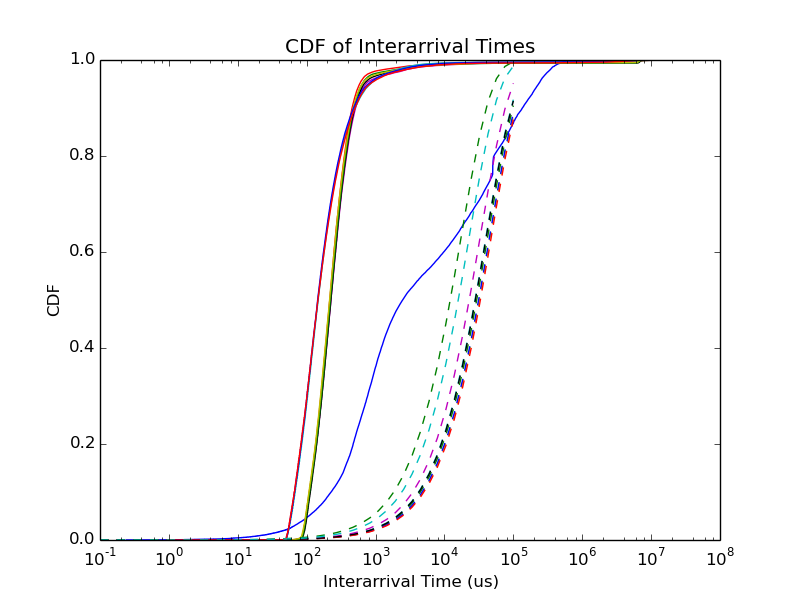 CDF of Interarrival Times
1.0
0.8
0.6
0.4
0.2
0.0
CDF
10⁻¹ 10⁰ 10¹ 10² 10³ 10⁴ 10⁵ 10⁶ 10⁷ 10⁸
Interarrival Time (us)